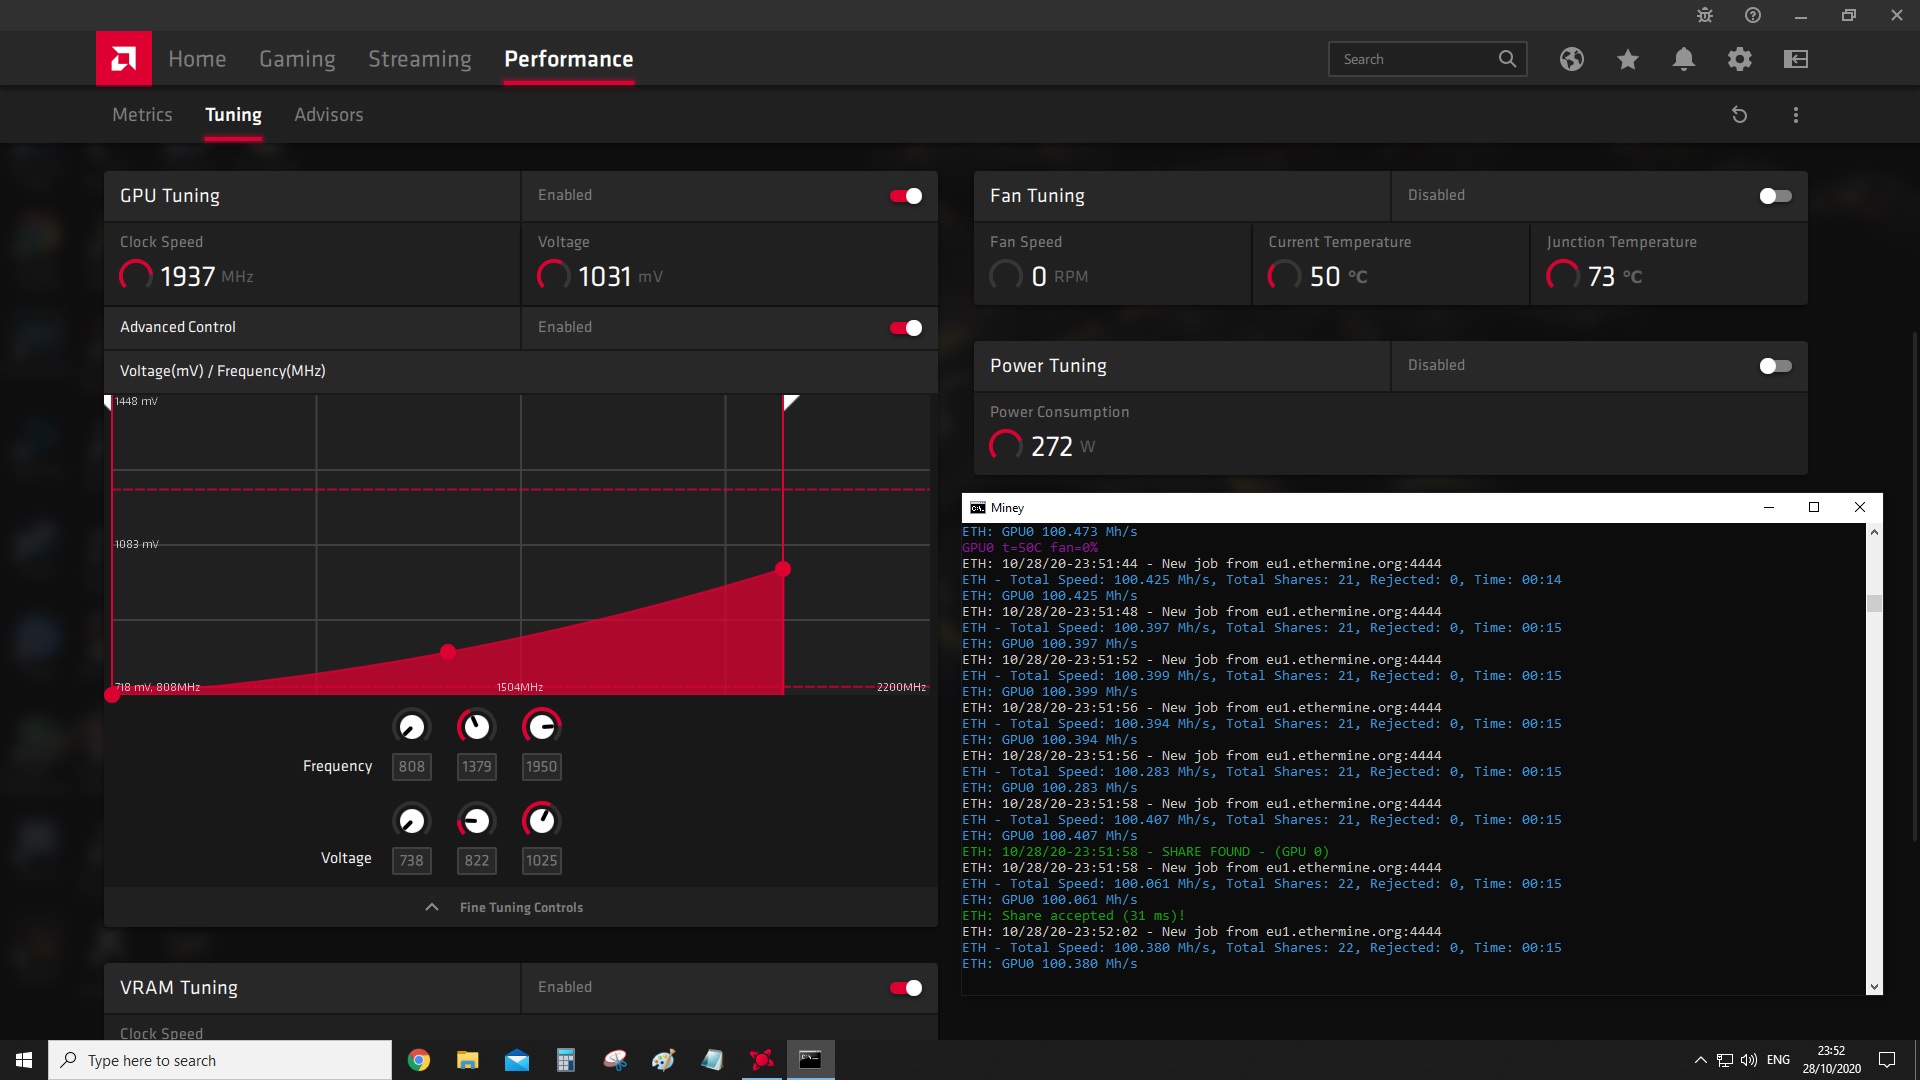 Home Gaming Streaming Performance Search
Metrics Tuning Advisors
GPU Tuning Enabled
Clock Speed Voltage
1937 MHz 1031 mV
Advanced Control Enabled
Voltage(mV) / Frequency(MHz)
1448 mV
1083 mV
718 mV, 808MHz 1504MHz 2200MHz
Frequency 808 1379 1950
Voltage 738 822 1025
Fine Tuning Controls
VRAM Tuning Enabled
Clock Speed
Fan Tuning Disabled
Fan Speed Current Temperature Junction Temperature
0 RPM 50 °C 73 °C
Power Tuning Disabled
Power Consumption
272 W
Miney
ETH: GPU0 100.473 Mh/s
GPU0 t=50C fan=0%
ETH: 10/28/20-23:51:44 - New job from eu1.ethermine.org:4444
ETH - Total Speed: 100.425 Mh/s, Total Shares: 21, Rejected: 0, Time: 00:14
ETH: GPU0 100.425 Mh/s
ETH: 10/28/20-23:51:48 - New job from eu1.ethermine.org:4444
ETH - Total Speed: 100.397 Mh/s, Total Shares: 21, Rejected: 0, Time: 00:15
ETH: GPU0 100.397 Mh/s
ETH: 10/28/20-23:51:52 - New job from eu1.ethermine.org:4444
ETH - Total Speed: 100.399 Mh/s, Total Shares: 21, Rejected: 0, Time: 00:15
ETH: GPU0 100.399 Mh/s
ETH: 10/28/20-23:51:56 - New job from eu1.ethermine.org:4444
ETH - Total Speed: 100.394 Mh/s, Total Shares: 21, Rejected: 0, Time: 00:15
ETH: GPU0 100.394 Mh/s
ETH: 10/28/20-23:51:56 - New job from eu1.ethermine.org:4444
ETH - Total Speed: 100.283 Mh/s, Total Shares: 21, Rejected: 0, Time: 00:15
ETH: GPU0 100.283 Mh/s
ETH: 10/28/20-23:51:58 - New job from eu1.ethermine.org:4444
ETH - Total Speed: 100.407 Mh/s, Total Shares: 21, Rejected: 0, Time: 00:15
ETH: GPU0 100.407 Mh/s
ETH: 10/28/20-23:51:58 - SHARE FOUND - (GPU 0)
ETH: 10/28/20-23:51:58 - New job from eu1.ethermine.org:4444
ETH - Total Speed: 100.061 Mh/s, Total Shares: 22, Rejected: 0, Time: 00:15
ETH: GPU0 100.061 Mh/s
ETH: Share accepted (31 ms)!
ETH: 10/28/20-23:52:02 - New job from eu1.ethermine.org:4444
ETH - Total Speed: 100.380 Mh/s, Total Shares: 22, Rejected: 0, Time: 00:15
ETH: GPU0 100.380 Mh/s
Type here to search
ENG
23:52
28/10/2020